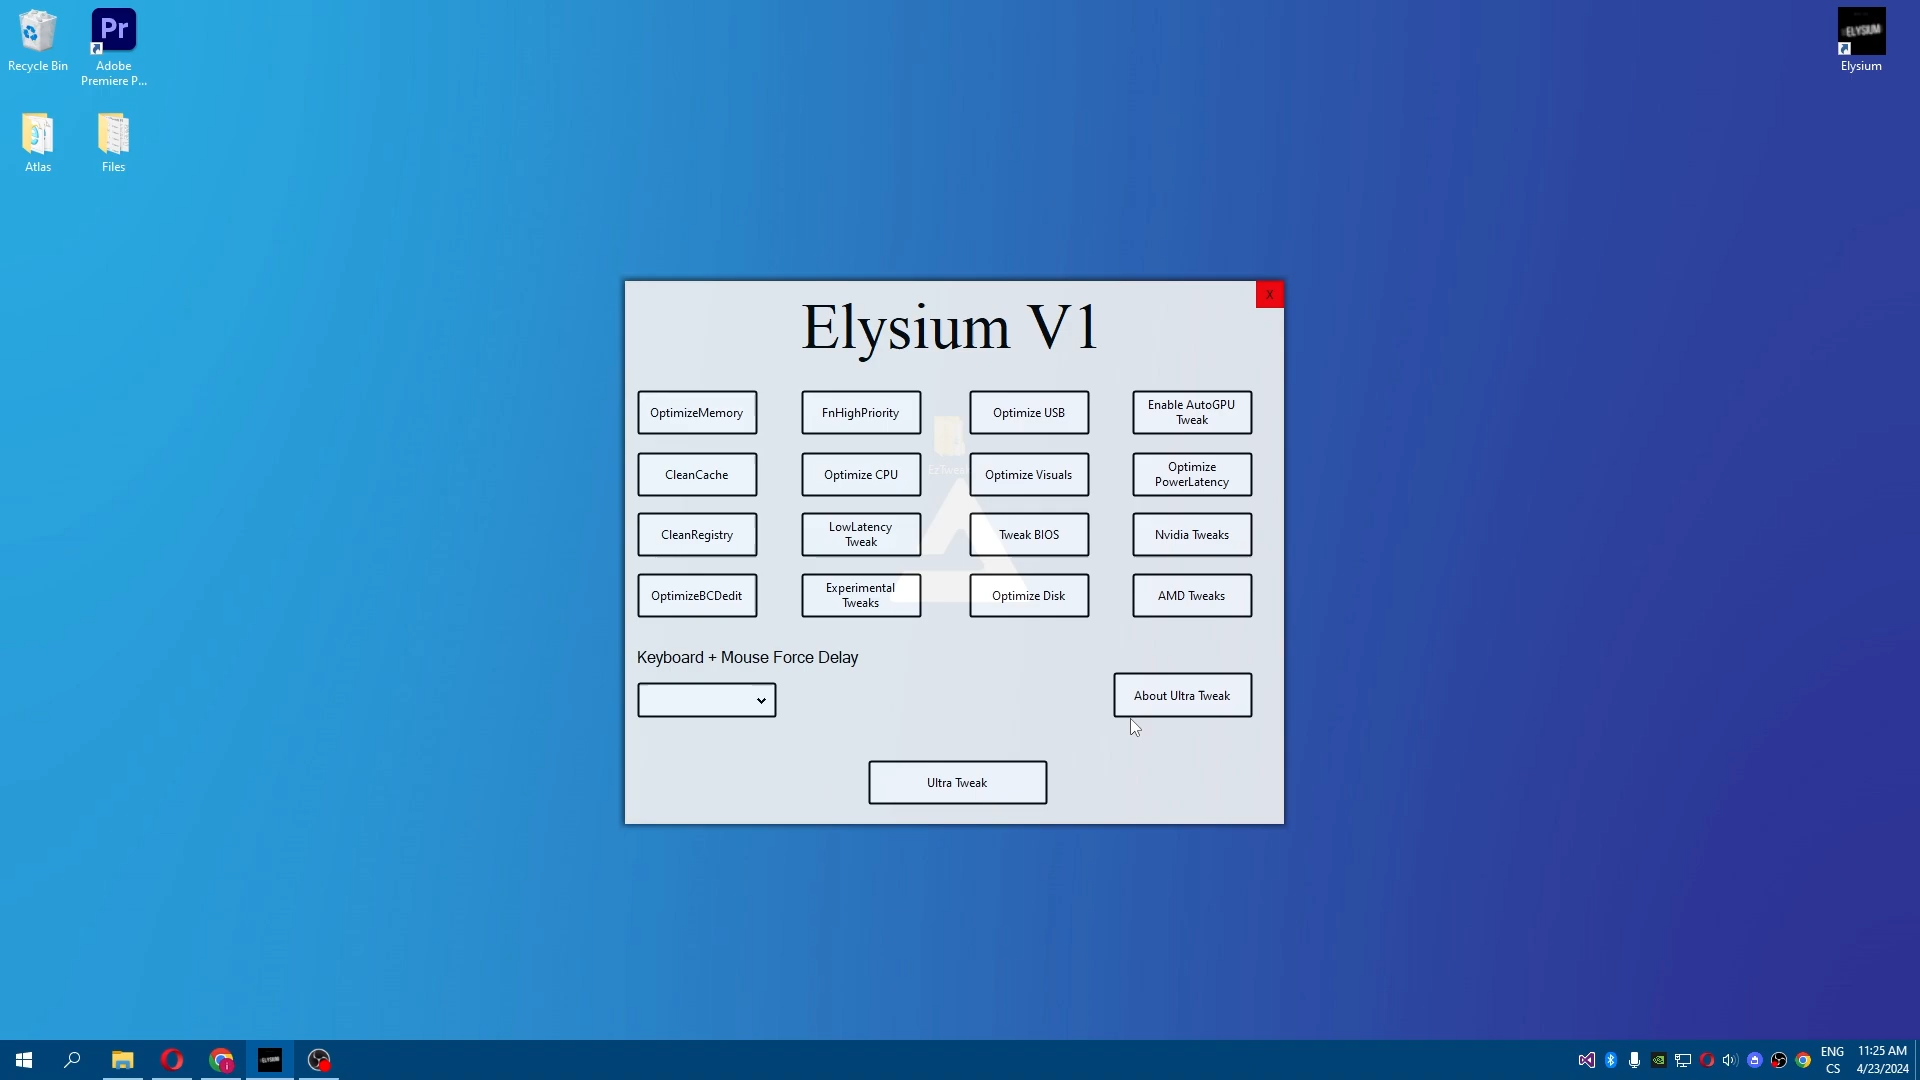 Recycle Bin
Adobe
Premiere P...
Atlas
Files
ELYSIUM
Elysium
X
Elysium V1
OptimizeMemory
FnHighPriority
Optimize USB
Enable AutoGPU
Tweak
CleanCache
Optimize CPU
Optimize Visuals
Optimize
PowerLatency
CleanRegistry
LowLatency
Tweak
Tweak BIOS
Nvidia Tweaks
OptimizeBCDedit
Experimental
Tweaks
Optimize Disk
AMD Tweaks
Keyboard + Mouse Force Delay
About Ultra Tweak
Ultra Tweak
Pr
ENG
CS
11:25 AM
4/23/2024